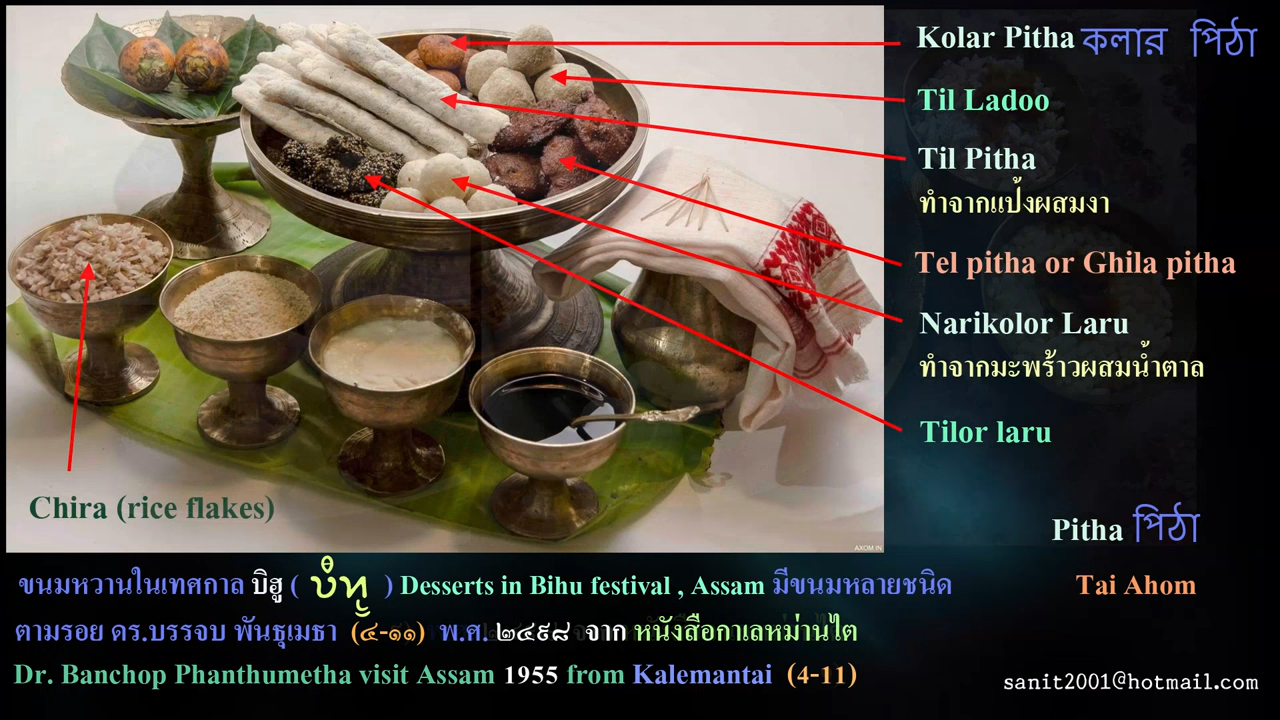 Kolar Pitha কলার পিঠা
Til Ladoo
Til Pitha
ทำจากแป้งผสมงา
Tel pitha or Ghila pitha
Narikolor Laru
ทำจากมะพร้าวผสมน้ำตาล
Tilor laru
Chira (rice flakes)
AXOM IN
Pitha পিঠা
Tai Ahom
ขนมหวานในเทศกาล บิฮู ( ) Desserts in Bihu festival , Assam มีขนมหลายชนิด
ตามรอย ดร.บรรจบ พันธุเมธา (๔-๑๑) พ.ศ. ๒๔๙๘ จาก หนังสือกาเลหม่านไต
Dr. Banchop Phanthumetha visit Assam 1955 from Kalemantai (4-11)
sanit2001@hotmail.com